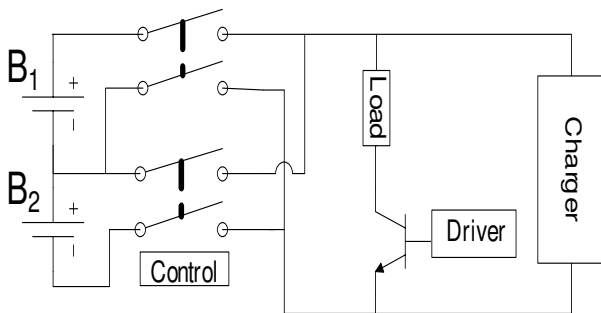 B1
+
-
B2
+
-
Control
Load
Driver
Charger